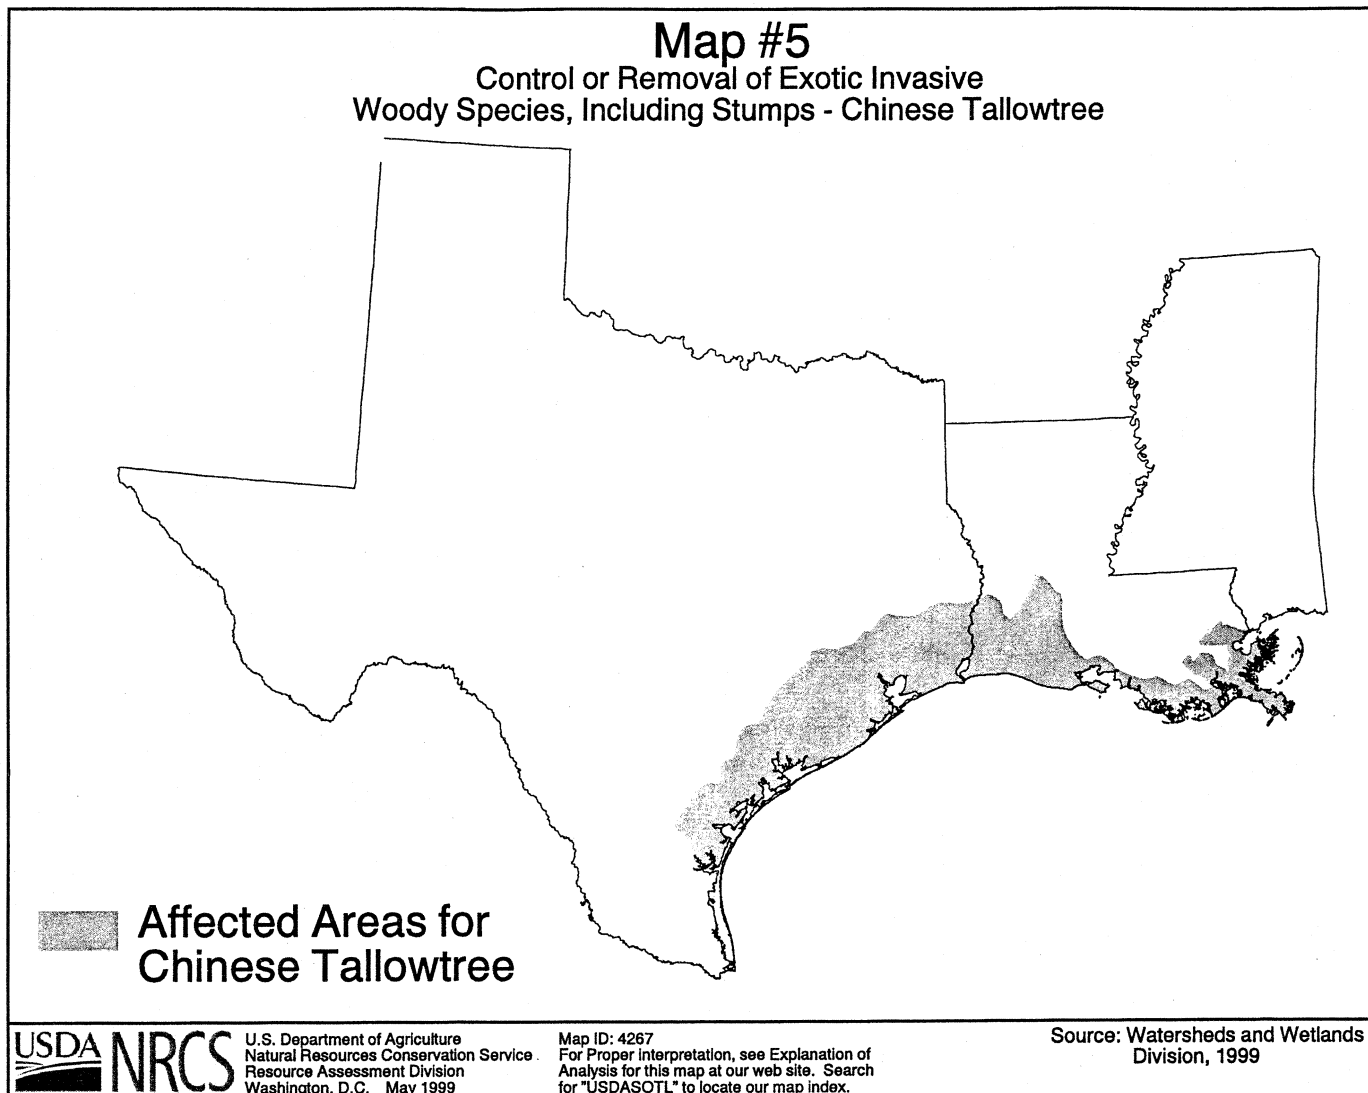 Map #5
Control or Removal of Exotic Invasive
Woody Species, Including Stumps - Chinese Tallowtree
Affected Areas for
Chinese Tallowtree
USDA
NRCS
U.S. Department of Agriculture
Natural Resources Conservation Service
Resource Assessment Division
Washington, D.C. May 1999
Map ID: 4267
For Proper interpretation, see Explanation of
Analysis for this map at our web site. Search
for "USDASOTL" to locate our map index.
Source: Watersheds and Wetlands
Division, 1999